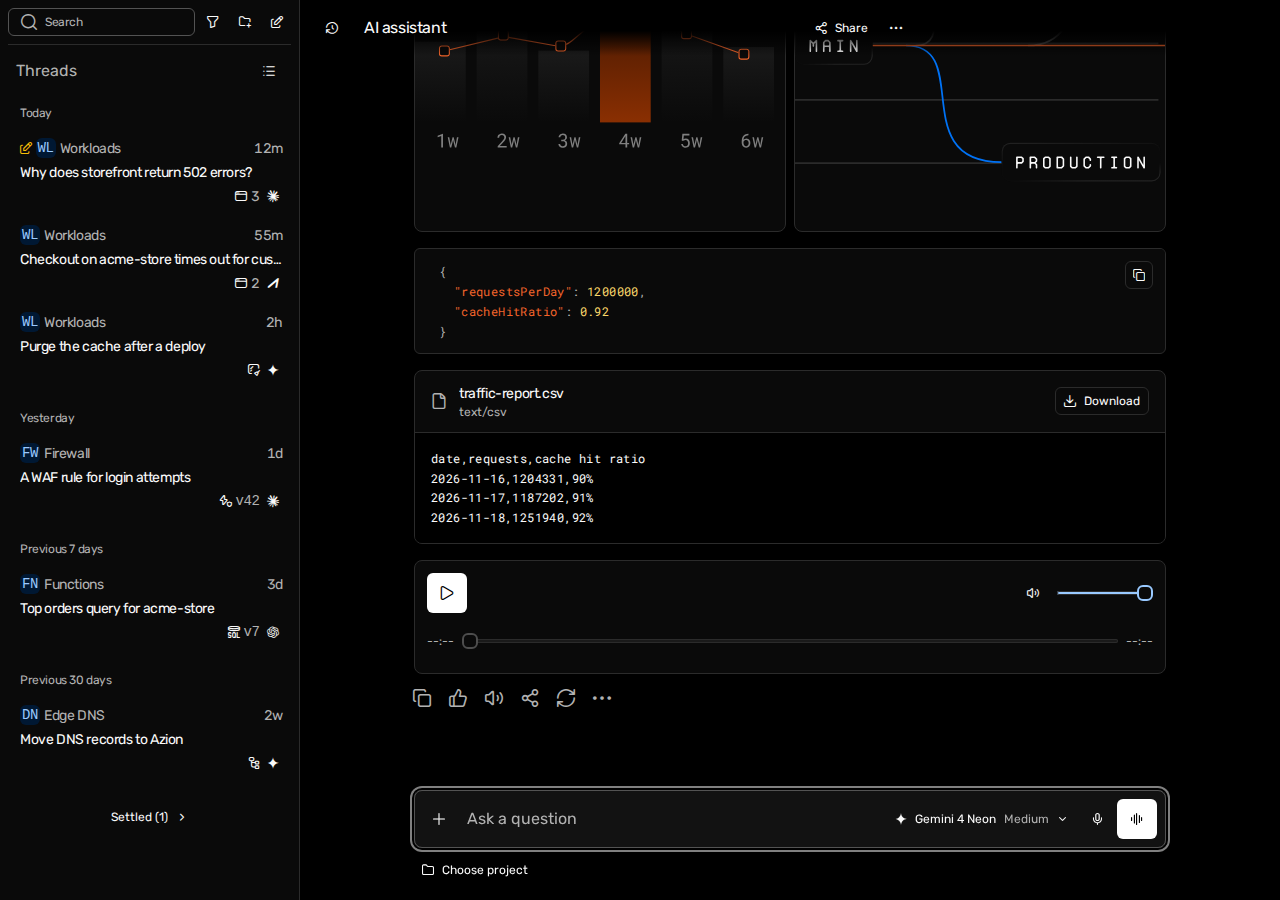 Search
AI assistant
Share
Threads
Today
WL Workloads 12m
Why does storefront return 502 errors?
3
WL Workloads 55m
Checkout on acme-store times out for cus…
2
WL Workloads 2h
Purge the cache after a deploy
Yesterday
FW Firewall 1d
A WAF rule for login attempts
v42
Previous 7 days
FN Functions 3d
Top orders query for acme-store
v7
Previous 30 days
DN Edge DNS 2w
Move DNS records to Azion
Settled (1)
1W 2W 3W 4W 5W 6W
MAIN
PRODUCTION
{
"requestsPerDay": 1200000,
"cacheHitRatio": 0.92
}
traffic-report.csv
text/csv
Download
date,requests,cache hit ratio
2026-11-16,1204331,90%
2026-11-17,1187202,91%
2026-11-18,1251940,92%
--:-- --:--
Ask a question
Gemini 4 Neon Medium
Choose project